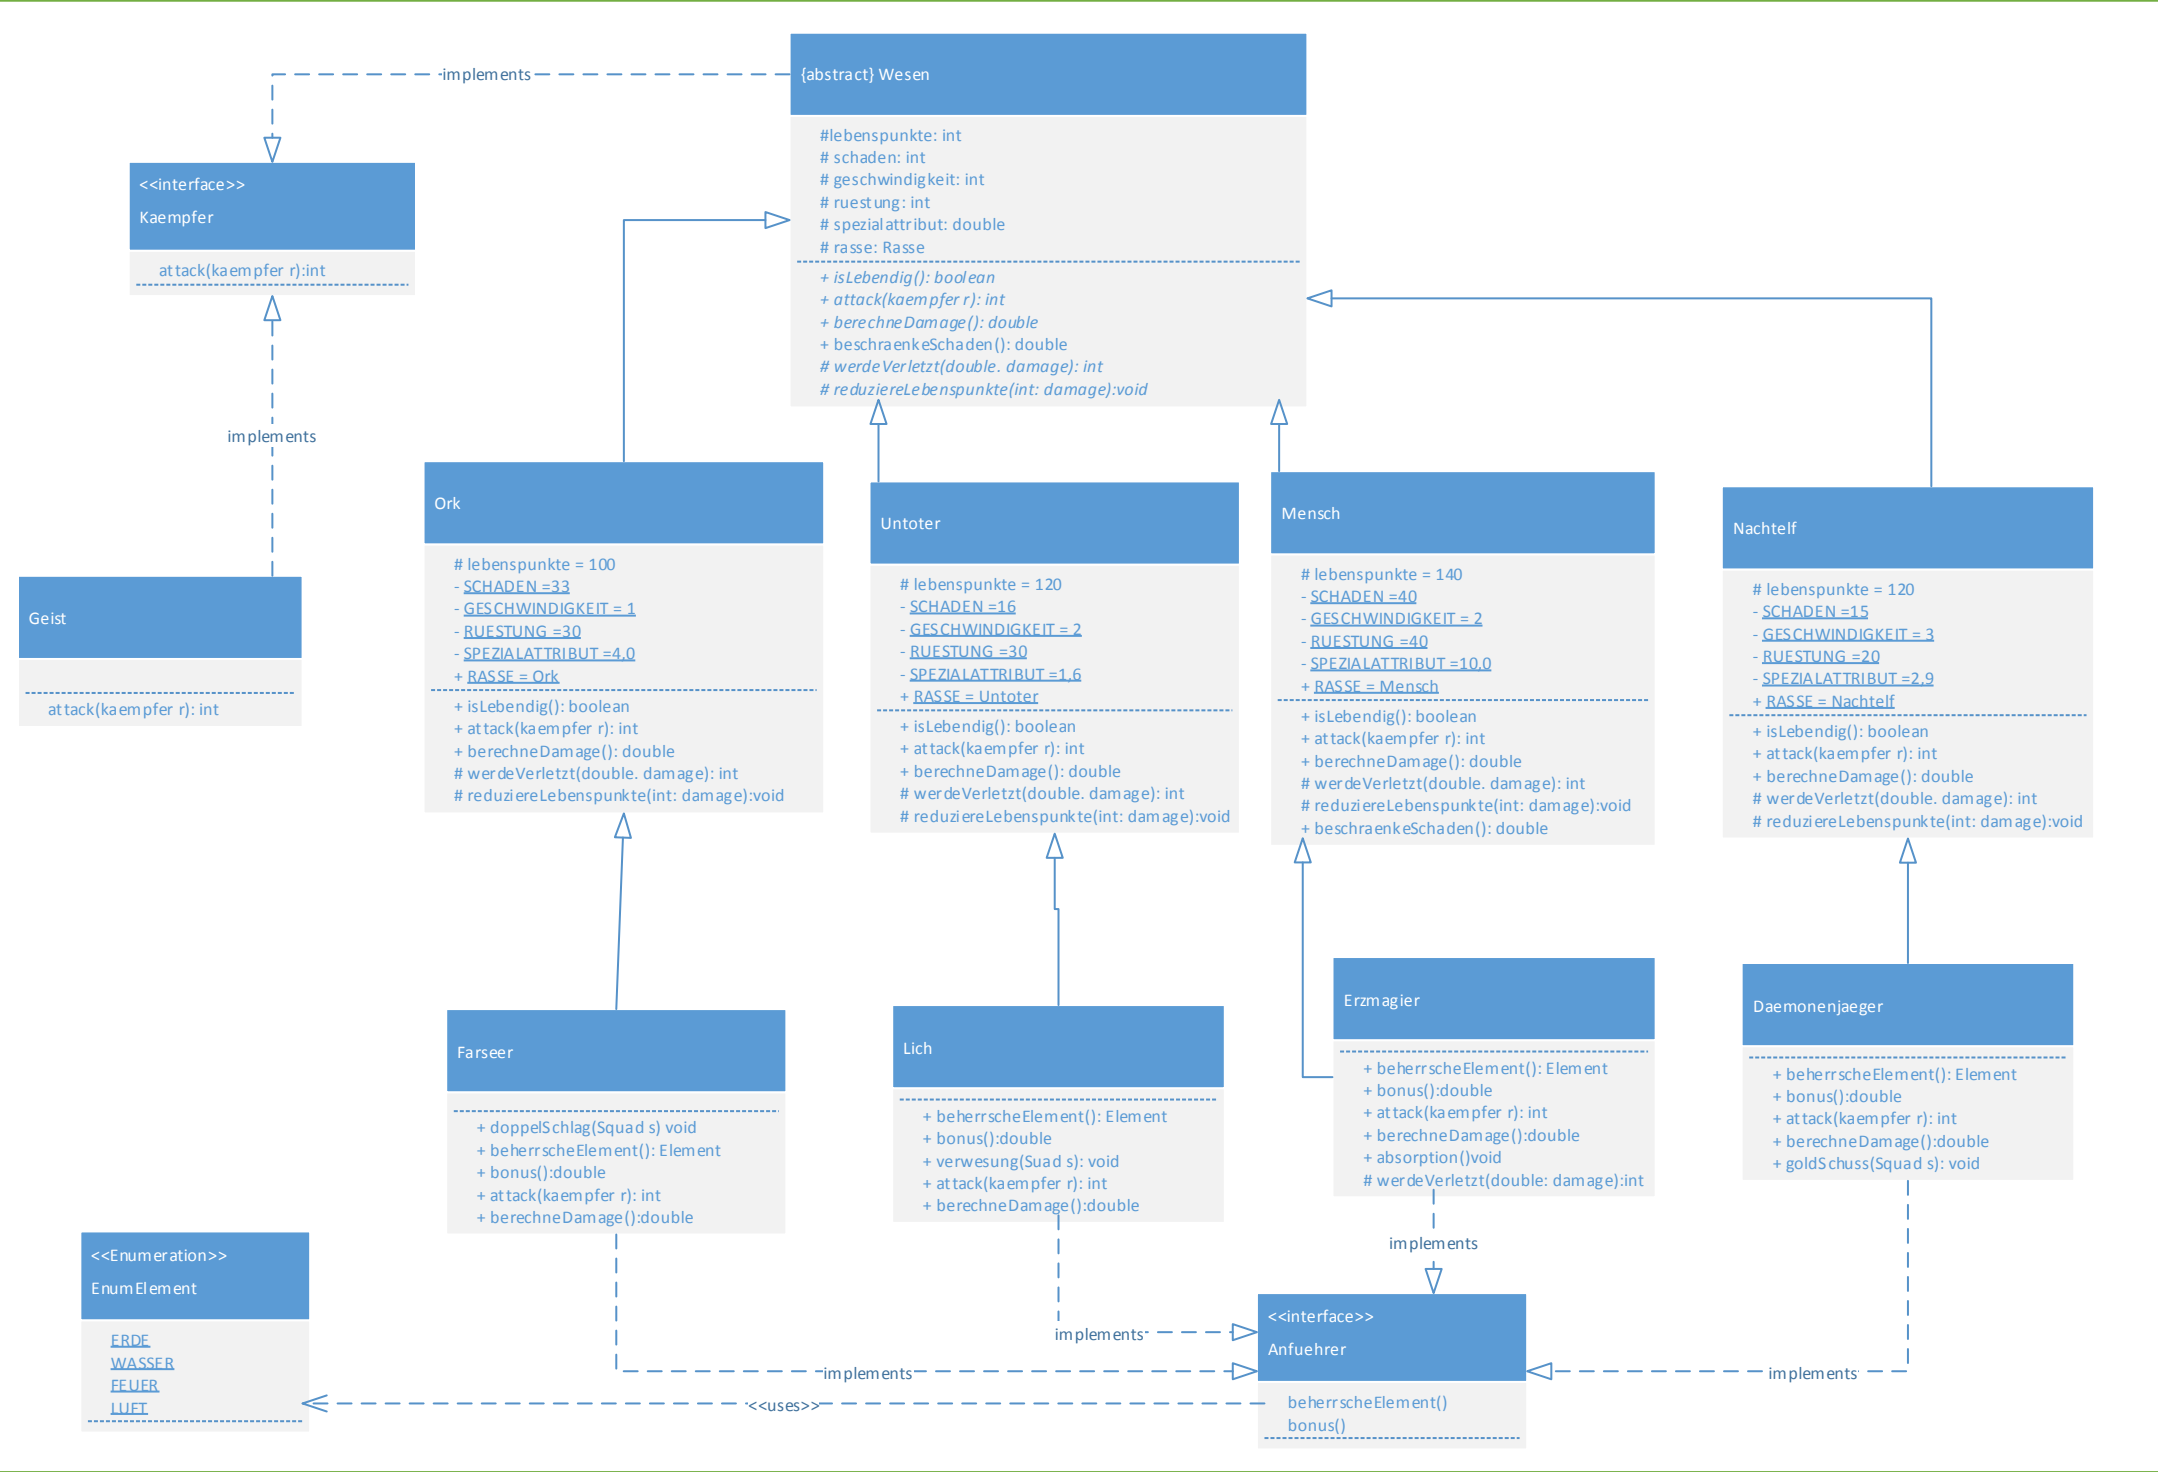 {abstract} Wesen
#lebenspunkte: int
# schaden: int
# geschwindigkeit: int
# ruestung: int
# spezialattribut: double
# rasse: Rasse
+ isLebendig(): boolean
+ attack(kaempfer r): int
+ berechneDamage(): double
+ beschraenkeSchaden(): double
# werdeVerletzt(double. damage): int
# reduziereLebenspunkte(int: damage):void
implements
<<interface>>
Kaempfer
attack(kaempfer r):int
implements
Geist
attack(kaempfer r): int
Ork
# lebenspunkte = 100
- SCHADEN =33
- GESCHWINDIGKEIT = 1
- RUESTUNG =30
- SPEZIALATTRIBUT =4,0
+ RASSE = Ork
+ isLebendig(): boolean
+ attack(kaempfer r): int
+ berechneDamage(): double
# werdeVerletzt(double. damage): int
# reduziereLebenspunkte(int: damage):void
Untoter
# lebenspunkte = 120
- SCHADEN =16
- GESCHWINDIGKEIT = 2
- RUESTUNG =30
- SPEZIALATTRIBUT =1,6
+ RASSE = Untoter
+ isLebendig(): boolean
+ attack(kaempfer r): int
+ berechneDamage(): double
# werdeVerletzt(double. damage): int
# reduziereLebenspunkte(int: damage):void
Mensch
# lebenspunkte = 140
- SCHADEN =40
- GESCHWINDIGKEIT = 2
- RUESTUNG =40
- SPEZIALATTRIBUT =10,0
+ RASSE = Mensch
+ isLebendig(): boolean
+ attack(kaempfer r): int
+ berechneDamage(): double
# werdeVerletzt(double. damage): int
# reduziereLebenspunkte(int: damage):void
+ beschraenkeSchaden(): double
Nachtelf
# lebenspunkte = 120
- SCHADEN =15
- GESCHWINDIGKEIT = 3
- RUESTUNG =20
- SPEZIALATTRIBUT =2,9
+ RASSE = Nachtelf
+ isLebendig(): boolean
+ attack(kaempfer r): int
+ berechneDamage(): double
# werdeVerletzt(double. damage): int
# reduziereLebenspunkte(int: damage):void
Farseer
+ doppelSchlag(Squad s) void
+ beherrscheElement(): Element
+ bonus():double
+ attack(kaempfer r): int
+ berechneDamage():double
Lich
+ beherrscheElement(): Element
+ bonus():double
+ verwesung(Suad s): void
+ attack(kaempfer r): int
+ berechneDamage():double
Erzmagier
+ beherrscheElement(): Element
+ bonus():double
+ attack(kaempfer r): int
+ berechneDamage():double
+ absorption()void
# werdeVerletzt(double: damage):int
Daemonenjaeger
+ beherrscheElement(): Element
+ bonus():double
+ attack(kaempfer r): int
+ berechneDamage():double
+ goldSchuss(Squad s): void
<<Enumeration>>
EnumElement
ERDE
WASSER
FEUER
LUFT
implements
implements
implements
implements
<<uses>>
<<interface>>
Anfuehrer
beherrscheElement()
bonus()